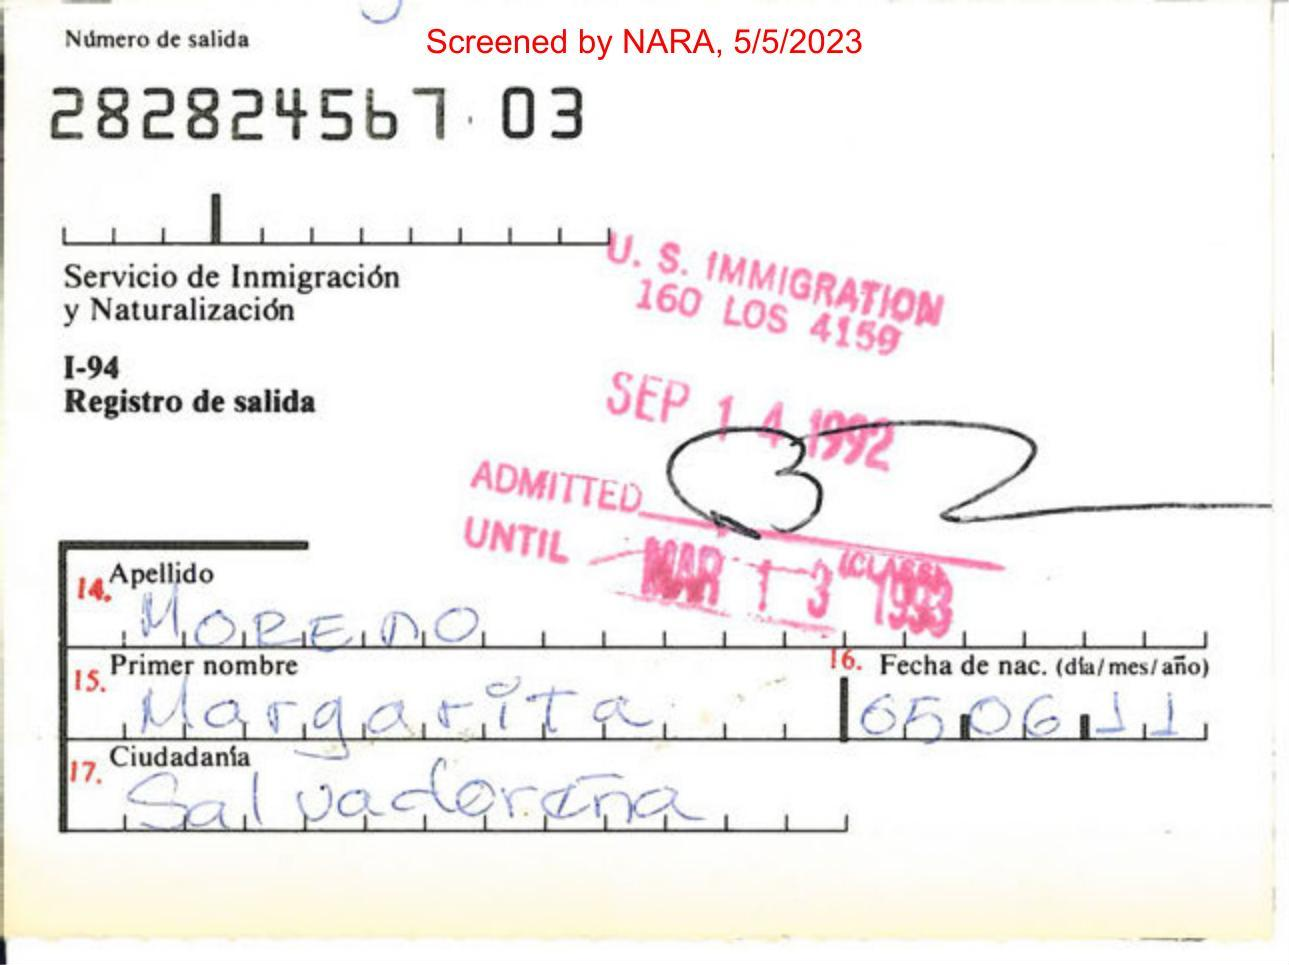 Número de salida
Screened by NARA, 5/5/2023
282824567 03
Servicio de Inmigración
y Naturalización
I-94
Registro de salida
U. S. IMMIGRATION
160 LOS 4159
SEP 14 1992
ADMITTED
(CLASS)
UNTIL MAR 13 1993
14. Apellido
MORENO
15. Primer nombre
Margarita
16. Fecha de nac. (día/mes/año)
05 06 11
17. Ciudadanía
Salvadoreña